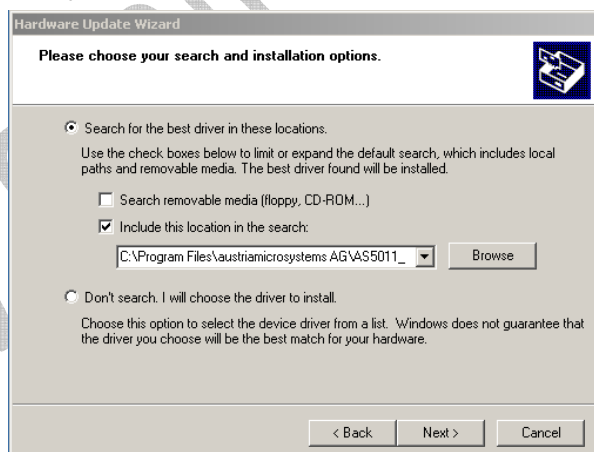 Hardware Update Wizard
Please choose your search and installation options.
Search for the best driver in these locations.
Use the check boxes below to limit or expand the default search, which includes local
paths and removable media. The best driver found will be installed.
Search removable media (floppy, CD-ROM...)
Include this location in the search:
C:\Program Files\austriamicrosystems AG\AS5011_
Browse
Don't search. I will choose the driver to install.
Choose this option to select the device driver from a list. Windows does not guarantee that
the driver you choose will be the best match for your hardware.
< Back Next > Cancel